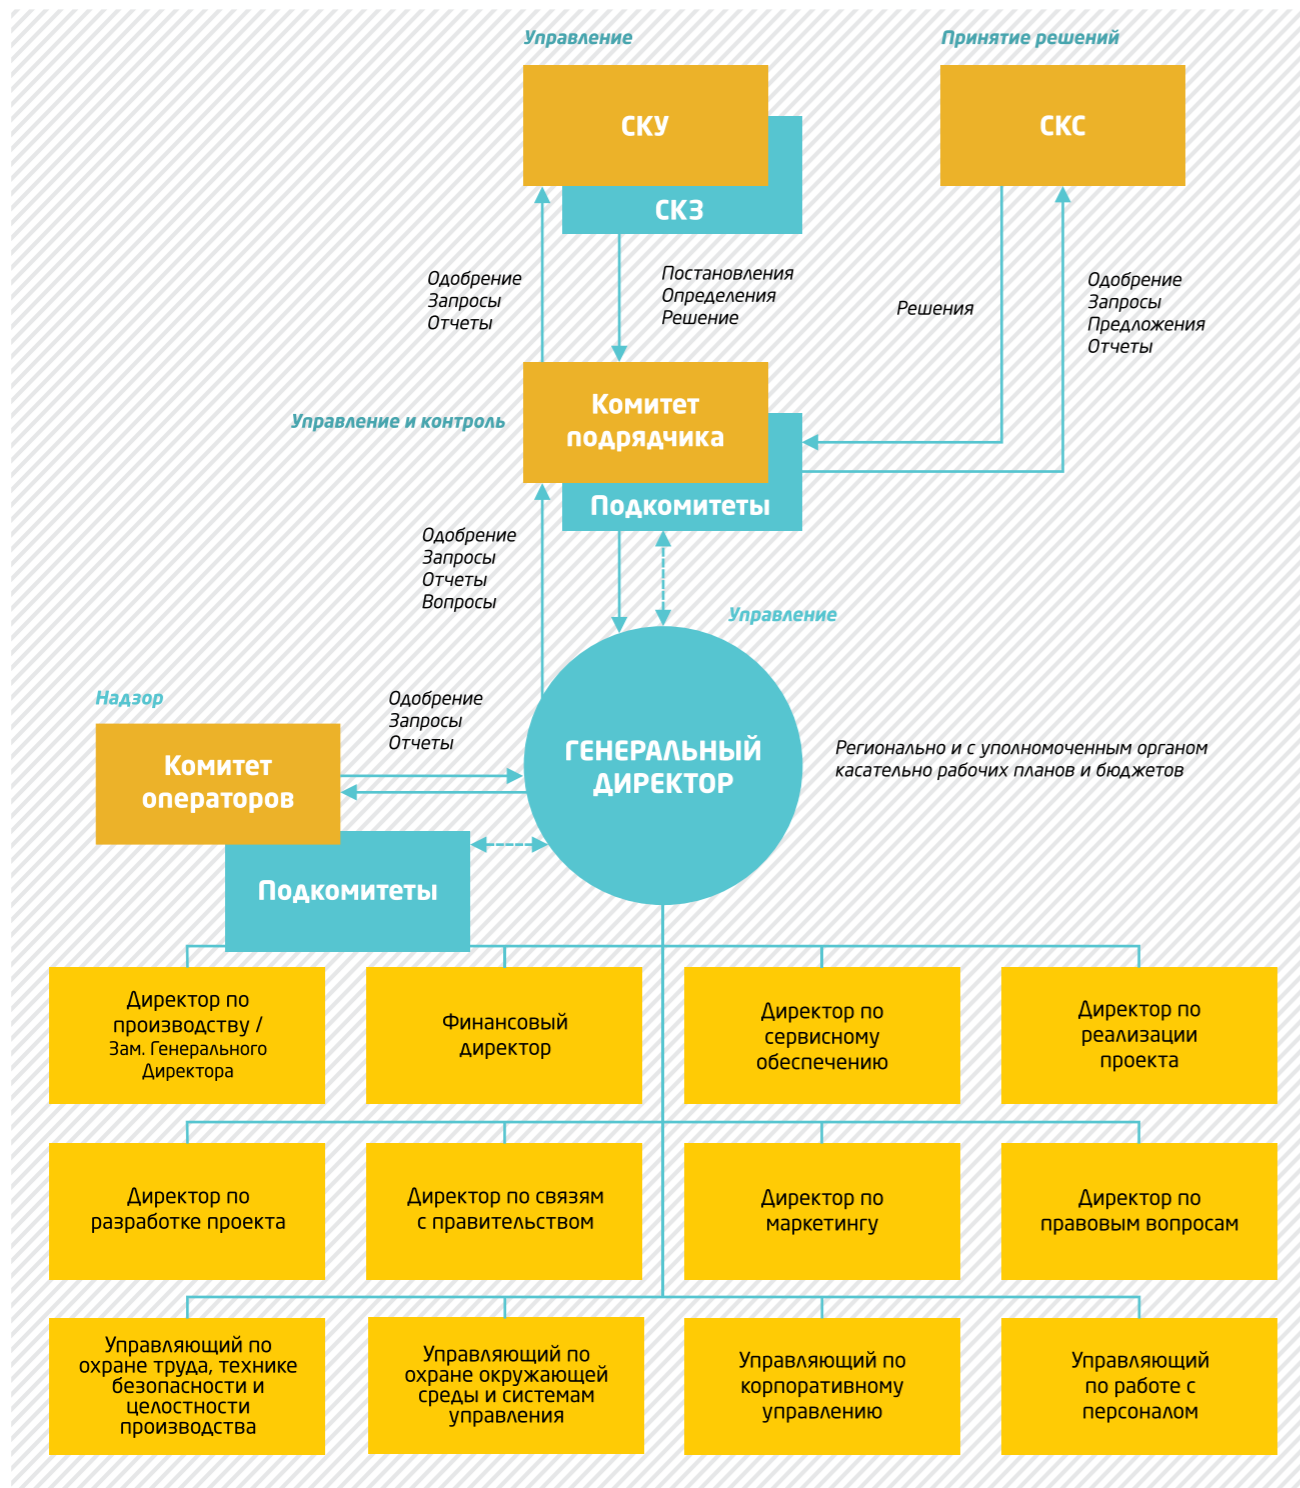 Управление
Принятие решений
СКУ
СКС
СКЗ
Одобрение
Запросы
Отчеты
Постановления
Определения
Решение
Решения
Одобрение
Запросы
Предложения
Отчеты
Управление и контроль
Комитет
подрядчика
Подкомитеты
Одобрение
Запросы
Отчеты
Вопросы
Управление
Надзор
Одобрение
Запросы
Отчеты
Комитет
операторов
Подкомитеты
ГЕНЕРАЛЬНЫЙ
ДИРЕКТОР
Регионально и с уполномоченным органом
касательно рабочих планов и бюджетов
Директор по
производству /
Зам. Генерального
Директора
Финансовый
директор
Директор по
сервисному
обеспечению
Директор по
реализации
проекта
Директор по
разработке проекта
Директор по связям
с правительством
Директор по
маркетингу
Директор по
правовым вопросам
Управляющий по
охране труда, технике
безопасности и
целостности
производства
Управляющий по
охране окружающей
среды и системам
управления
Управляющий по
корпоративному
управлению
Управляющий
по работе с
персоналом